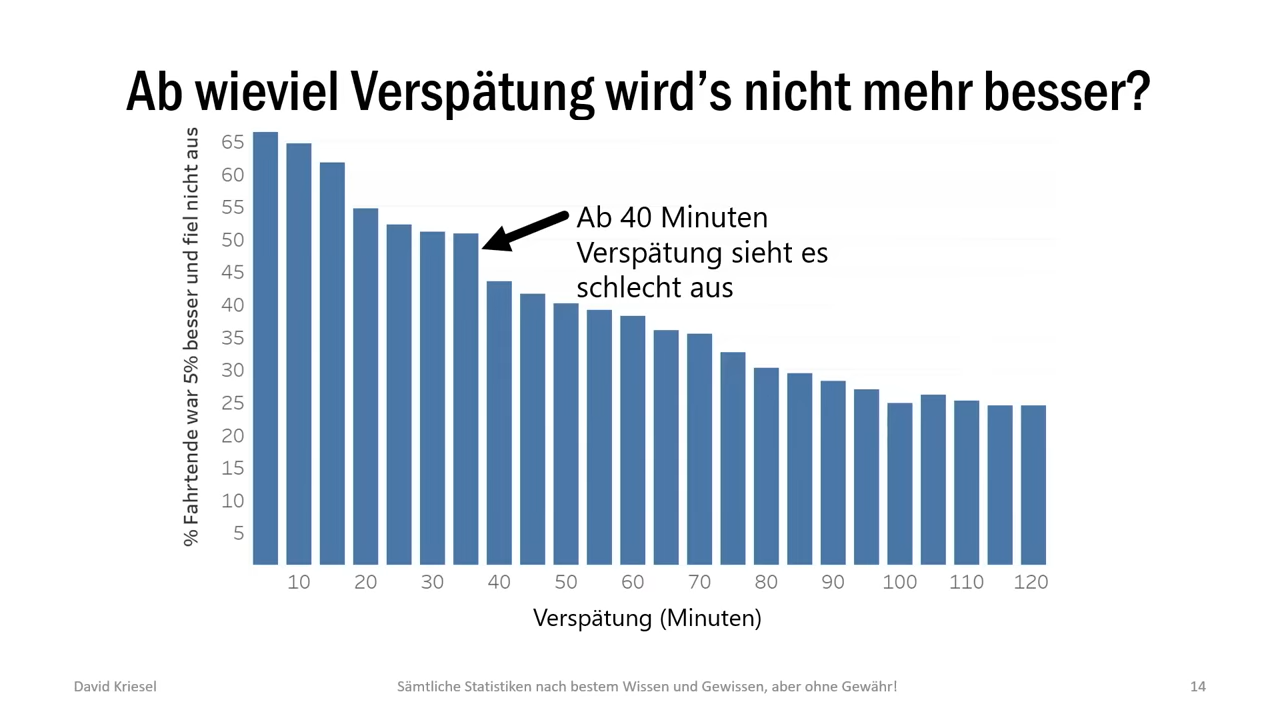 Ab wieviel Verspätung wird’s nicht mehr besser?
% Fahrtende war 5% besser und fiel nicht aus
65
60
55
50
45
40
35
30
25
20
15
10
5
Ab 40 Minuten
Verspätung sieht es
schlecht aus
10 20 30 40 50 60 70 80 90 100 110 120
Verspätung (Minuten)
David Kriesel Sämtliche Statistiken nach bestem Wissen und Gewissen, aber ohne Gewähr! 14